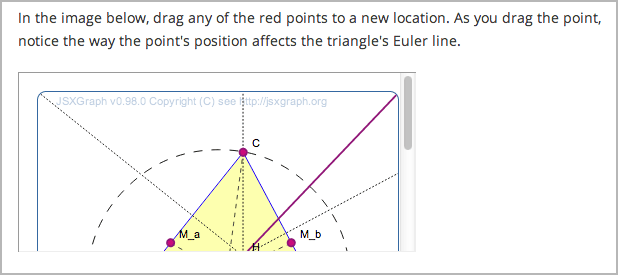 In the image below, drag any of the red points to a new location. As you drag the point,
notice the way the point's position affects the triangle's Euler line.
JSXGraph v0.98.0 Copyright (C) see http://jsxgraph.org
C
M_a
M_b
H